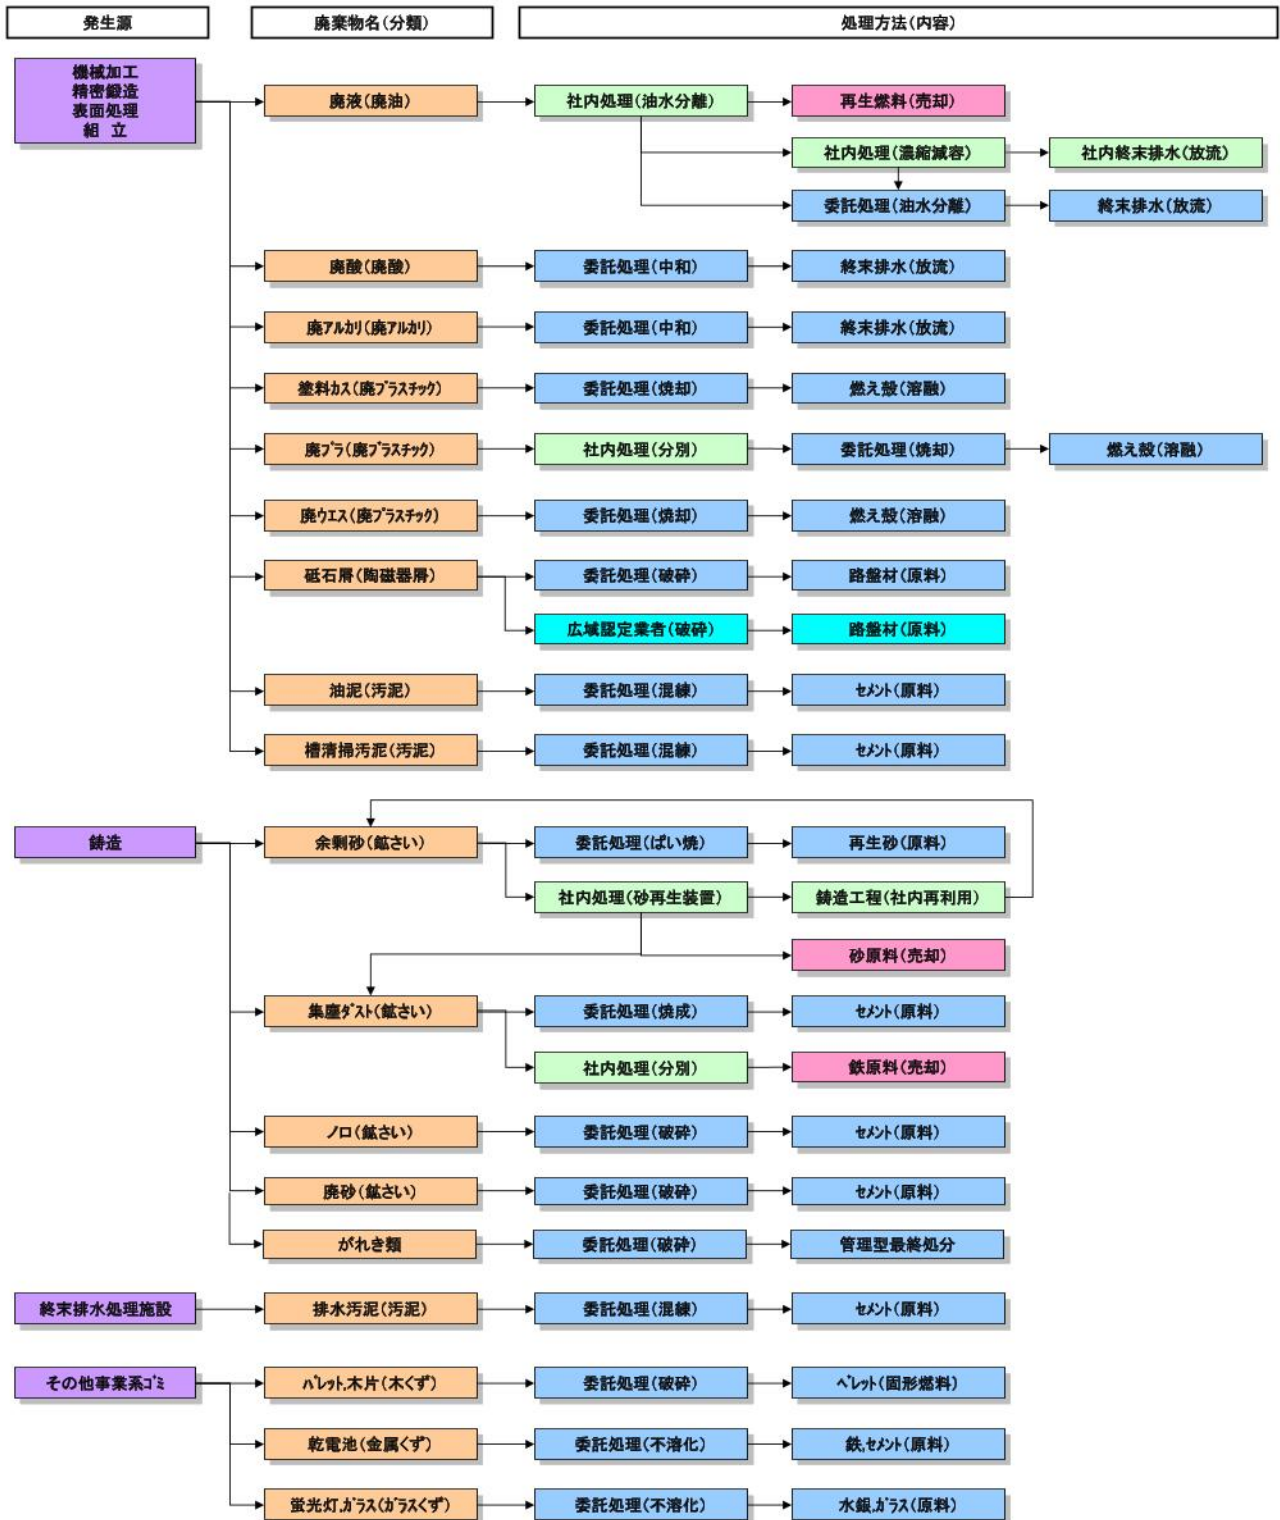 発生源
廃棄物名(分類)
処理方法(内容)
機械加工
精密鍛造
表面処理
組 立
廃液(廃油)
社内処理(油水分離)
再生燃料(売却)
社内処理(濃縮減容)
社内終末排水(放流)
委託処理(油水分離)
終末排水(放流)
廃酸(廃酸)
委託処理(中和)
終末排水(放流)
廃アルカリ(廃アルカリ)
委託処理(中和)
終末排水(放流)
塗料カス(廃プラスチック)
委託処理(焼却)
燃え殻(溶融)
廃プラ(廃プラスチック)
社内処理(分別)
委託処理(焼却)
燃え殻(溶融)
廃ウエス(廃プラスチック)
委託処理(焼却)
燃え殻(溶融)
砥石屑(陶磁器屑)
委託処理(破砕)
路盤材(原料)
広域認定業者(破砕)
路盤材(原料)
油泥(汚泥)
委託処理(混練)
セメント(原料)
槽清掃汚泥(汚泥)
委託処理(混練)
セメント(原料)
鋳造
余剰砂(鉱さい)
委託処理(ばい焼)
再生砂(原料)
社内処理(砂再生装置)
鋳造工程(社内再利用)
砂原料(売却)
集塵ダスト(鉱さい)
委託処理(焼成)
セメント(原料)
社内処理(分別)
鉄原料(売却)
ノロ(鉱さい)
委託処理(破砕)
セメント(原料)
廃砂(鉱さい)
委託処理(破砕)
セメント(原料)
がれき類
委託処理(破砕)
管理型最終処分
終末排水処理施設
排水汚泥(汚泥)
委託処理(混練)
セメント(原料)
その他事業系ゴミ
パレット,木片(木くず)
委託処理(破砕)
ペレット(固形燃料)
乾電池(金属くず)
委託処理(不溶化)
鉄,セメント(原料)
蛍光灯,ガラス(ガラスくず)
委託処理(不溶化)
水銀,ガラス(原料)